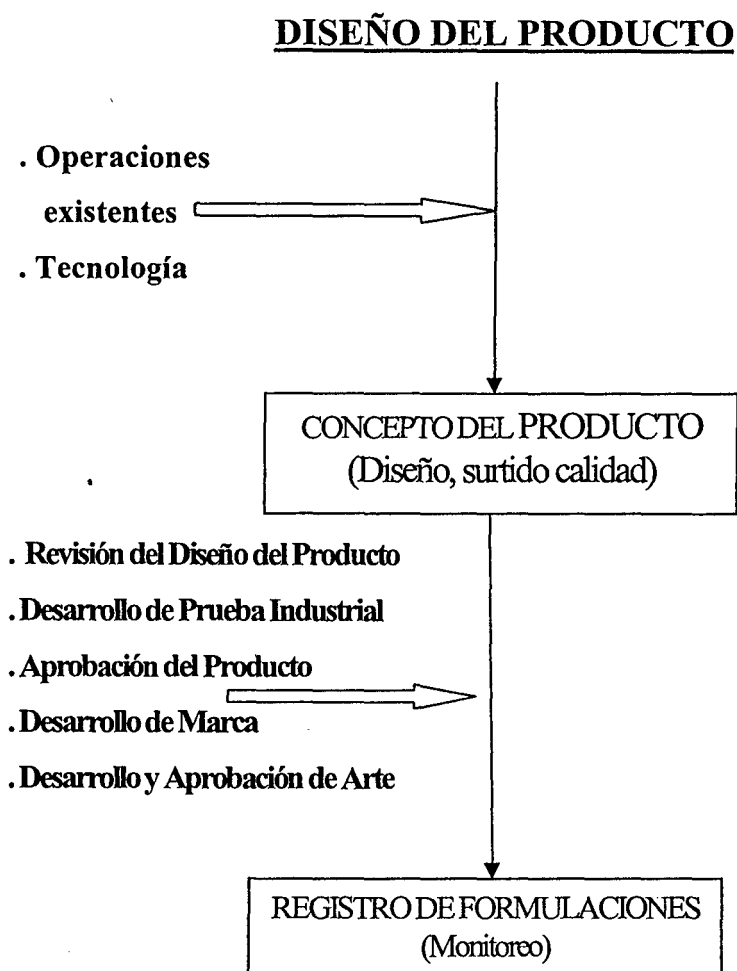 DISEÑO DEL PRODUCTO
. Operaciones
existentes
. Tecnología
CONCEPTO DEL PRODUCTO
(Diseño, surtido calidad)
. Revisión del Diseño del Producto
. Desarrollo de Prueba Industrial
. Aprobación del Producto
. Desarrollo de Marca
. Desarrollo y Aprobación de Arte
REGISTRO DE FORMULACIONES
(Monitoreo)